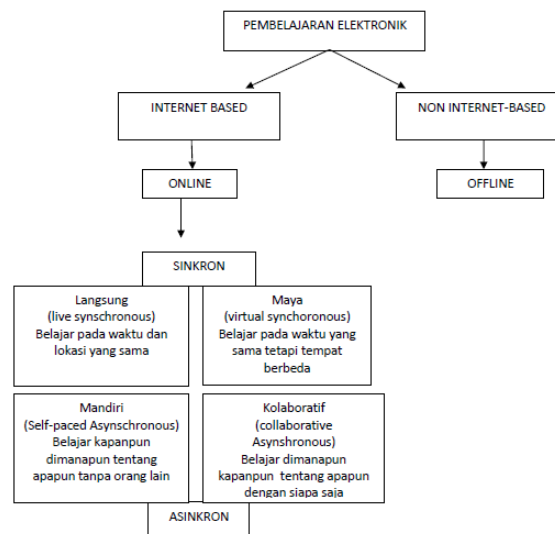 PEMBELAJARAN ELEKTRONIK
INTERNET BASED
NON INTERNET-BASED
ONLINE
OFFLINE
SINKRON
Langsung
(live synschronous)
Belajar pada waktu dan
lokasi yang sama
Maya
(virtual synchoronous)
Belajar pada waktu yang
sama tetapi tempat
berbeda
Mandiri
(Self-paced Asynschronous)
Belajar kapanpun
dimanapun tentang
apapun tanpa orang lain
Kolaboratif
(collaborative
Asynshronous)
Belajar dimanapun
kapanpun tentang apapun
dengan siapa saja
ASINKRON